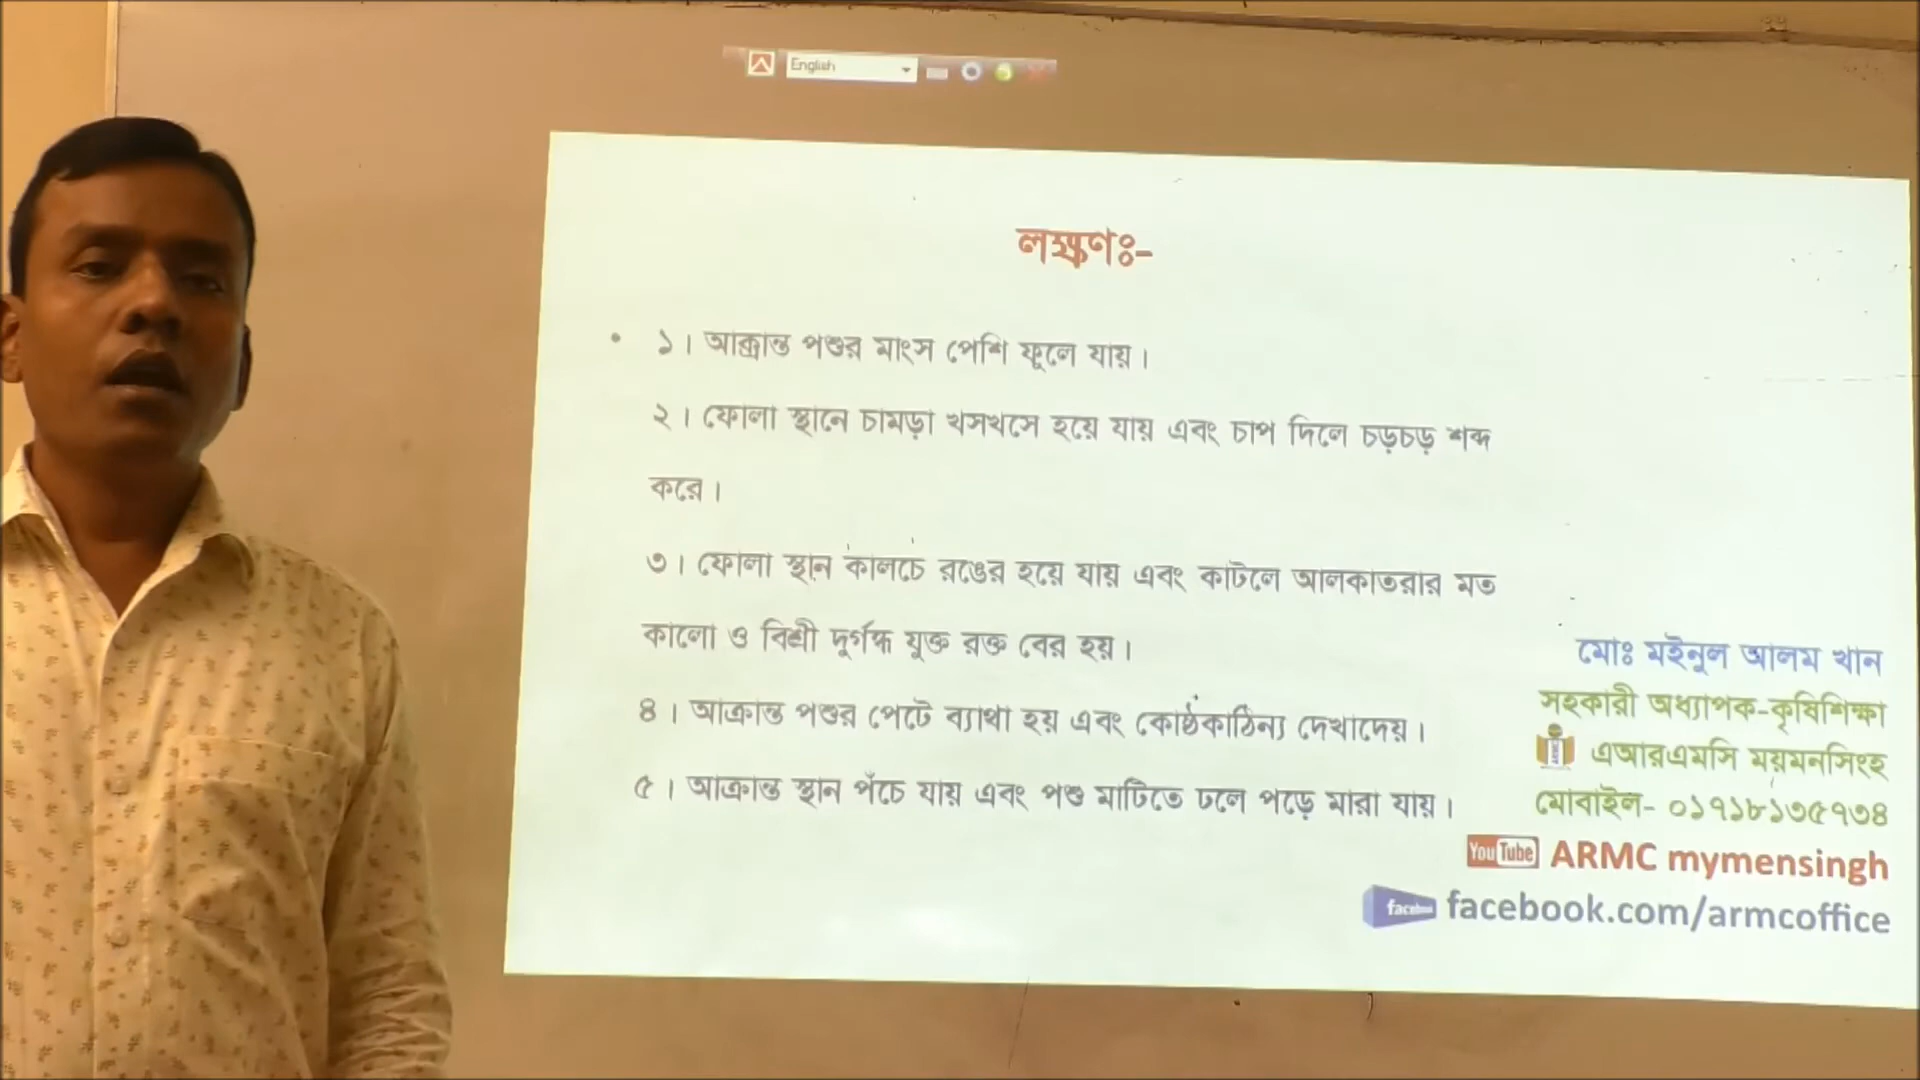 English
লক্ষণঃ-
• ১। আক্রান্ত পশুর মাংস পেশি ফুলে যায়।
২। ফোলা স্থানে চামড়া খসখসে হয়ে যায় এবং চাপ দিলে চড়চড় শব্দ
করে।
৩। ফোলা স্থান কালচে রঙের হয়ে যায় এবং কাটলে আলকাতরার মত
কালো ও বিশ্রী দুর্গন্ধ যুক্ত রক্ত বের হয়।
৪। আক্রান্ত পশুর পেটে ব্যাথা হয় এবং কোষ্ঠকাঠিন্য দেখাদেয়।
৫। আক্রান্ত স্থান পঁচে যায় এবং পশু মাটিতে ঢলে পড়ে মারা যায়।
মোঃ মইনুল আলম খান
সহকারী অধ্যাপক-কৃষিশিক্ষা
এআরএমসি ময়মনসিংহ
মোবাইল- ০১৭১৮১৩৫৭৩৪
YouTube ARMC mymensingh
facebook facebook.com/armcoffice